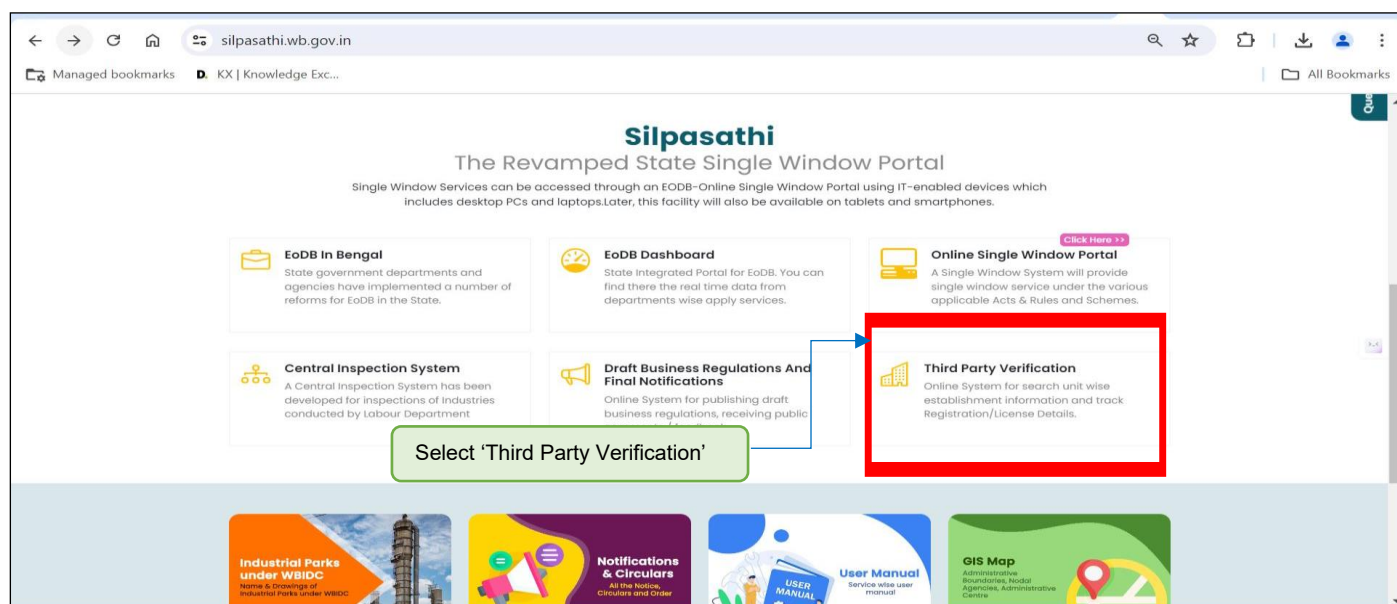 silpasathi.wb.gov.in
Managed bookmarks
D. KX | Knowledge Exc...
All Bookmarks
Que
Silpasathi
The Revamped State Single Window Portal
Single Window Services can be accessed through an EODB-Online Single Window Portal using IT-enabled devices which
includes desktop PCs and laptops.Later, this facility will also be available on tablets and smartphones.
EoDB In Bengal
State government departments and
agencies have implemented a number of
reforms for EoDB in the State.
EoDB Dashboard
State Integrated Portal for EoDB. You can
find there the real time data from
departments wise apply services.
Click Here >>
Online Single Window Portal
A Single Window System will provide
single window service under the various
applicable Acts & Rules and Schemes.
Central Inspection System
A Central Inspection System has been
developed for inspections of Industries
conducted by Labour Department
Draft Business Regulations And
Final Notifications
Online System for publishing draft
business regulations, receiving public
Third Party Verification
Online System for search unit wise
establishment information and track
Registration/License Details.
Select ‘Third Party Verification’
Industrial Parks
under WBIDC
Name & Drawings of
Industrial Parks under WBIDC
Notifications
& Circulars
All the Notice,
Circulars and Order
USER
MANUAL
User Manual
Service wise user
manual
GIS Map
Administrative
Boundaries, Nodal
Agencies, Administrative
Centre